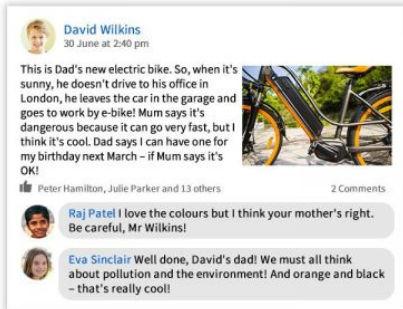 David Wilkins
30 June at 2:40 pm
This is Dad's new electric bike. So, when it's
sunny, he doesn't drive to his office in
London, he leaves the car in the garage and
goes to work by e-bike! Mum says it's
dangerous because it can go very fast, but I
think it's cool. Dad says I can have one for
my birthday next March – if Mum says it's
OK!
Peter Hamilton, Julie Parker and 13 others 2 Comments
Raj Patel I love the colours but I think your mother's right.
Be careful, Mr Wilkins!
Eva Sinclair Well done, David's dad! We must all think
about pollution and the environment! And orange and black
– that's really cool!